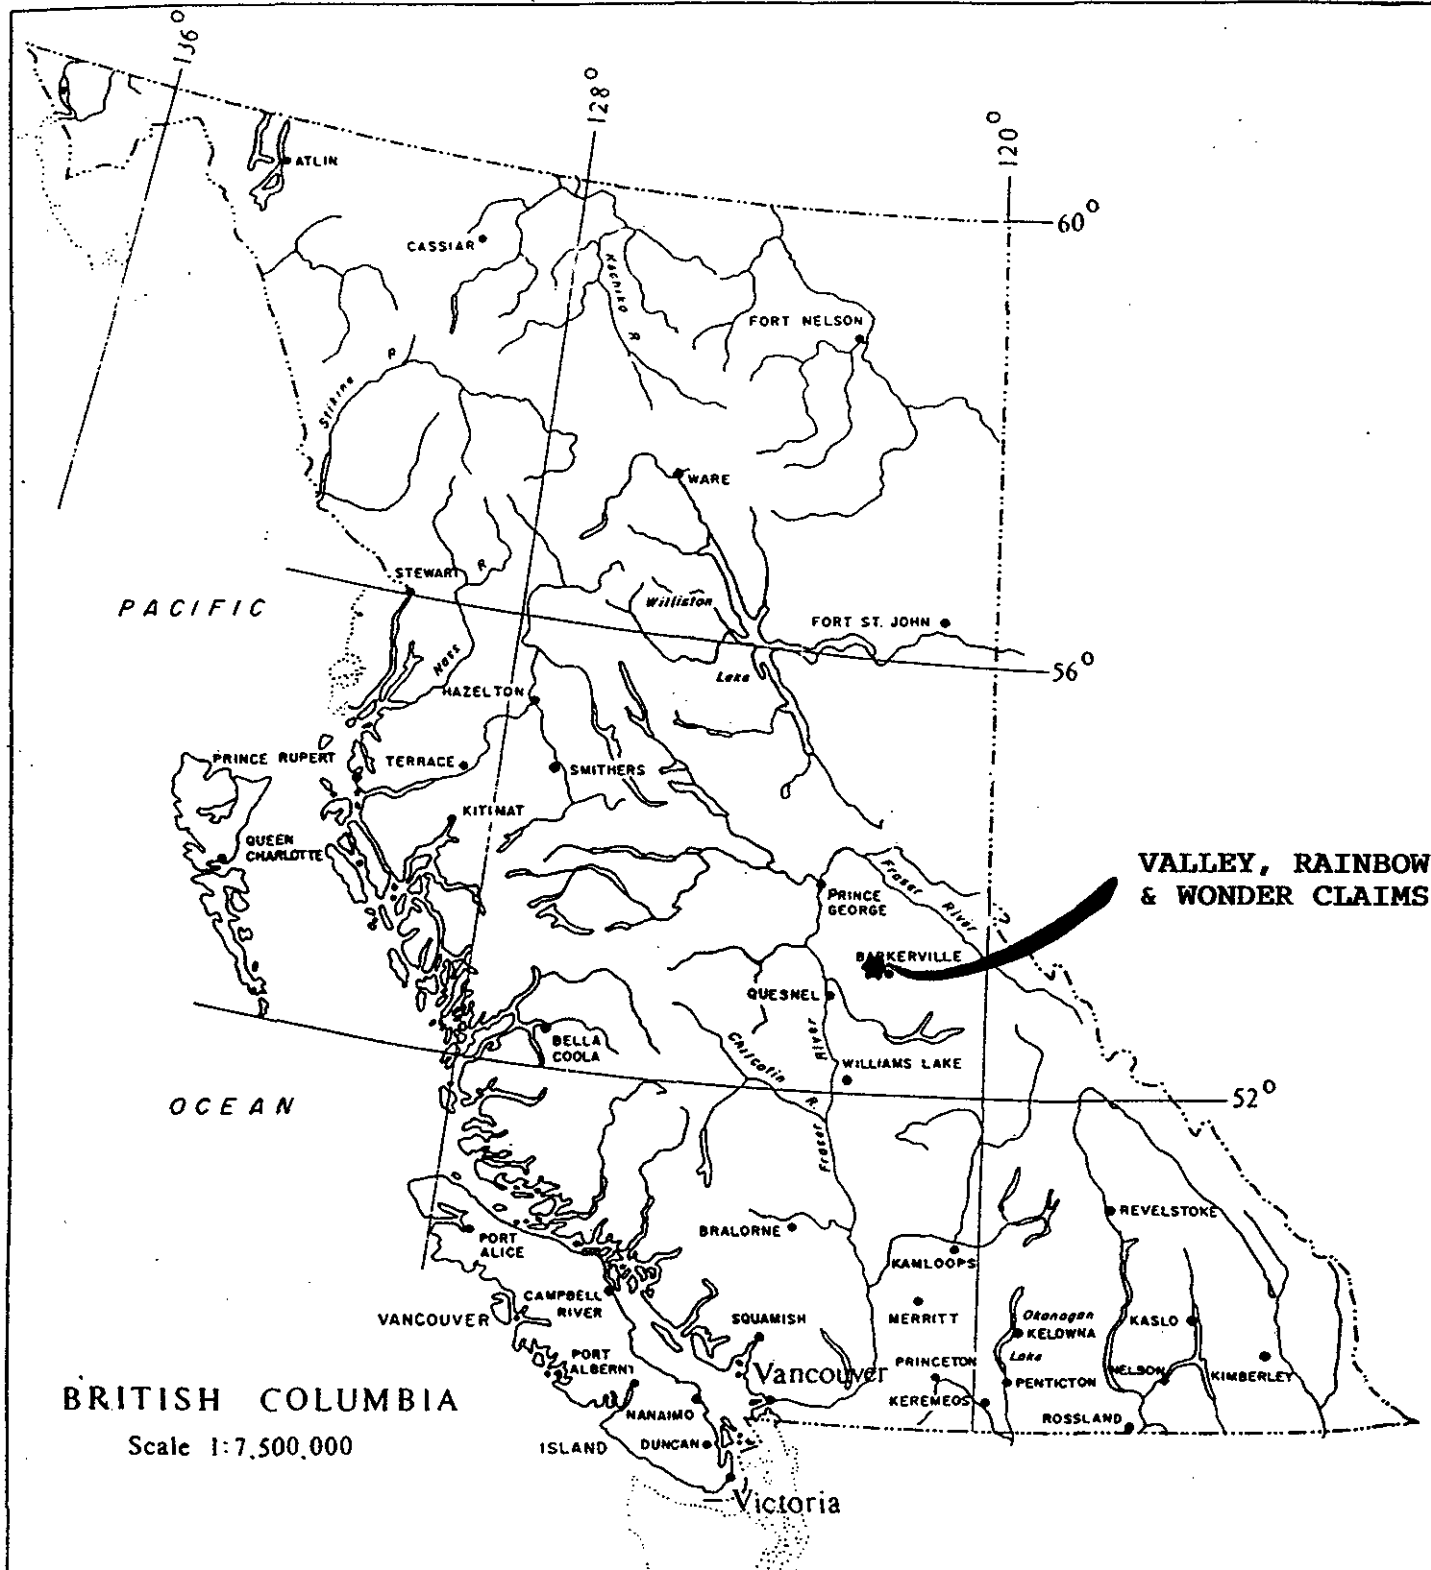 136°
128°
120°
ATLIN
60°
CASSIAR
Kechika R
FORT NELSON
Stikine R
WARE
STEWART
R
PACIFIC
Williston
FORT ST. JOHN
Nass
Lake
56°
HAZELTON
PRINCE RUPERT
TERRACE
SMITHERS
KITIMAT
QUEEN
CHARLOTTE
VALLEY, RAINBOW
& WONDER CLAIMS
Fraser River
PRINCE
GEORGE
BARKERVILLE
QUESNEL
BELLA
COOLA
Chilcotin R.
Fraser River
WILLIAMS LAKE
OCEAN
52°
REVELSTOKE
PORT
ALICE
BRALORNE
KAMLOOPS
CAMPBELL
RIVER
VANCOUVER
SQUAMISH
MERRITT
Okanagan
KELOWNA
Lake
KASLO
PORT
ALBERNI
Vancouver
PRINCETON
PENTICTON
NELSON
KIMBERLEY
BRITISH COLUMBIA
NANAIMO
KEREMEOS
ROSSLAND
Scale 1:7,500,000
ISLAND
DUNCAN
Victoria